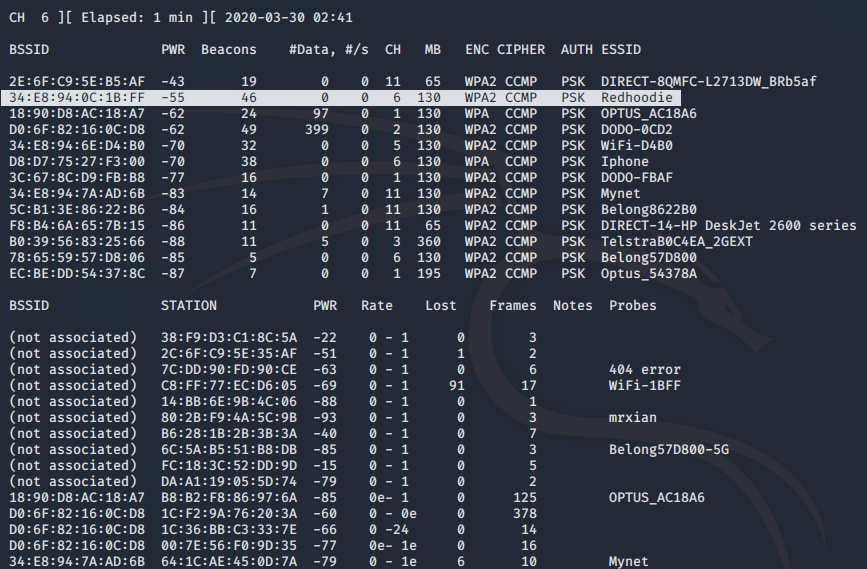 CH  6 ][ Elapsed: 1 min ][ 2020-03-30 02:41
BSSID              PWR  Beacons    #Data, #/s  CH   MB   ENC CIPHER  AUTH ESSID
2E:6F:C9:5E:B5:AF  -43       19        0    0  11   65   WPA2 CCMP   PSK  DIRECT-8QMFC-L2713DW_BRb5af
34:E8:94:0C:1B:FF  -55       46        0    0   6  130   WPA2 CCMP   PSK  Redhoodie
18:90:D8:AC:18:A7  -62       24       97    0   1  130   WPA  CCMP   PSK  OPTUS_AC18A6
D0:6F:82:16:0C:D8  -62       49      399    0   2  130   WPA2 CCMP   PSK  DODO-0CD2
34:E8:94:6E:D4:B0  -70       32        0    0   5  130   WPA2 CCMP   PSK  WiFi-D4B0
D8:D7:75:27:F3:00  -70       38        0    0   6  130   WPA  CCMP   PSK  Iphone
3C:67:8C:D9:FB:B8  -77       16        0    0   1  130   WPA2 CCMP   PSK  DODO-FBAF
34:E8:94:7A:AD:6B  -83       14        7    0  11  130   WPA2 CCMP   PSK  Mynet
5C:B1:3E:86:22:B6  -84       16        1    0  11  130   WPA2 CCMP   PSK  Belong8622B0
F8:B4:6A:65:7B:15  -86       11        0    0  11   65   WPA2 CCMP   PSK  DIRECT-14-HP DeskJet 2600 series
B0:39:56:83:25:66  -88       11        5    0   3  360   WPA2 CCMP   PSK  TelstraB0C4EA_2GEXT
78:65:59:57:D8:06  -85        5        0    0   6  130   WPA2 CCMP   PSK  Belong57D800
EC:BE:DD:54:37:8C  -87        7        0    0   1  195   WPA2 CCMP   PSK  Optus_54378A
BSSID              STATION            PWR   Rate    Lost    Frames  Notes  Probes
(not associated)   38:F9:D3:C1:8C:5A  -22    0 - 1      0        3
(not associated)   2C:6F:C9:5E:35:AF  -51    0 - 1      1        2
(not associated)   7C:DD:90:FD:90:CE  -63    0 - 1      0        6         404 error
(not associated)   C8:FF:77:EC:D6:05  -69    0 - 1     91       17         WiFi-1BFF
(not associated)   14:BB:6E:9B:4C:06  -88    0 - 1      0        1
(not associated)   80:2B:F9:4A:5C:9B  -93    0 - 1      0        3         mrxian
(not associated)   B6:28:1B:2B:3B:3A  -40    0 - 1      0        7
(not associated)   6C:5A:B5:51:B8:DB  -85    0 - 1      0        3         Belong57D800-5G
(not associated)   FC:18:3C:52:DD:9D  -15    0 - 1      0        5
(not associated)   DA:A1:19:05:5D:74  -79    0 - 1      0        2
18:90:D8:AC:18:A7  B8:B2:F8:86:97:6A  -85    0e- 1      0      125         OPTUS_AC18A6
D0:6F:82:16:0C:D8  1C:F2:9A:76:20:3A  -60    0 - 0e     0      378
D0:6F:82:16:0C:D8  1C:36:BB:C3:33:7E  -66    0 -24      0       14
D0:6F:82:16:0C:D8  00:7E:56:F0:9D:35  -77    0e- 1e     0       16
34:E8:94:7A:AD:6B  64:1C:AE:45:0D:7A  -79    0 - 1e     6       10         Mynet